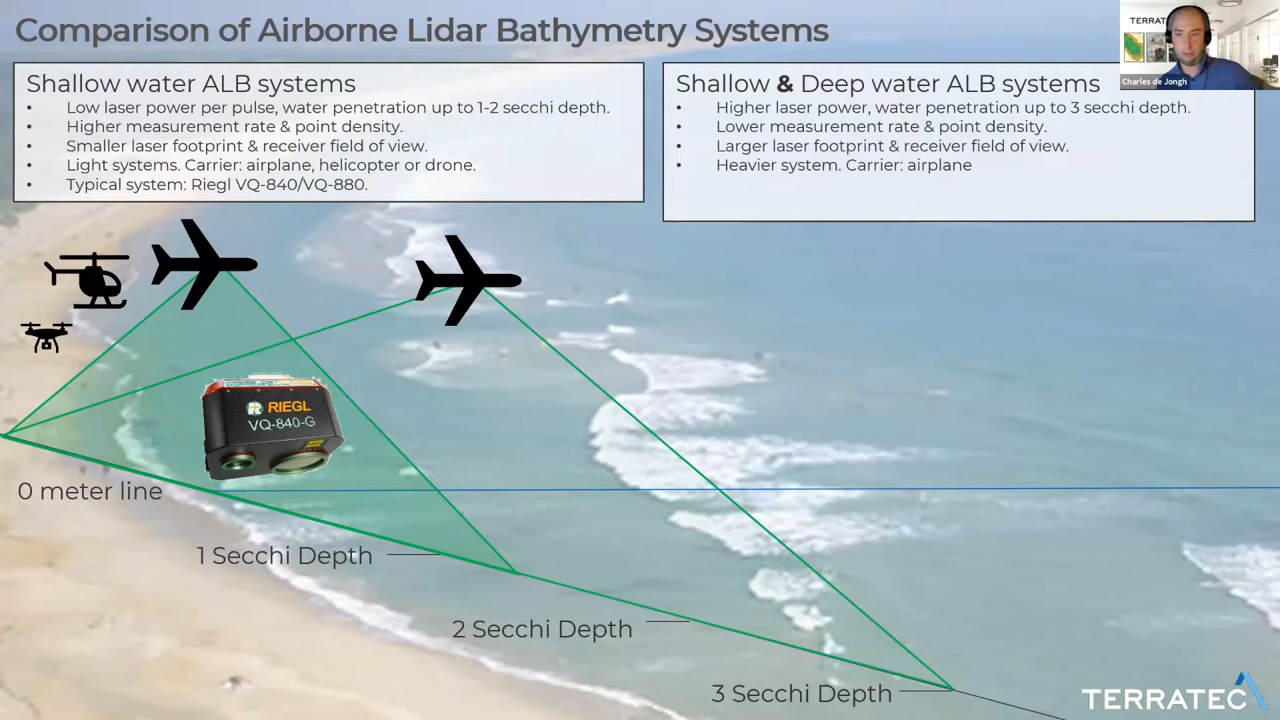 Comparison of Airborne Lidar Bathymetry Systems
TERRATEC
Charles de Jongh
Shallow water ALB systems
• Low laser power per pulse, water penetration up to 1-2 secchi depth.
• Higher measurement rate & point density.
• Smaller laser footprint & receiver field of view.
• Light systems. Carrier: airplane, helicopter or drone.
• Typical system: Riegl VQ-840/VQ-880.
Shallow & Deep water ALB systems
• Higher laser power, water penetration up to 3 secchi depth.
• Lower measurement rate & point density.
• Larger laser footprint & receiver field of view.
• Heavier system. Carrier: airplane
RIEGL
VQ-840-G
0 meter line
1 Secchi Depth
2 Secchi Depth
3 Secchi Depth
TERRATEC